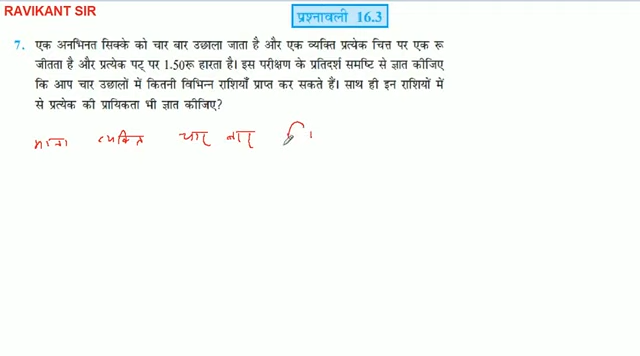 RAVIKANT SIR
प्रश्नावली 16.3
7. एक अनभिनत सिक्के को चार बार उछाला जाता है और एक व्यक्ति प्रत्येक चित्त पर एक रू
जीतता है और प्रत्येक पट् पर 1.50रू हारता है। इस परीक्षण के प्रतिदर्श समष्टि से ज्ञात कीजिए
कि आप चार उछालों में कितनी विभिन्न राशियाँ प्राप्त कर सकते हैं। साथ ही इन राशियों में
से प्रत्येक की प्रायिकता भी ज्ञात कीजिए?
माना व्यक्ति चार बार